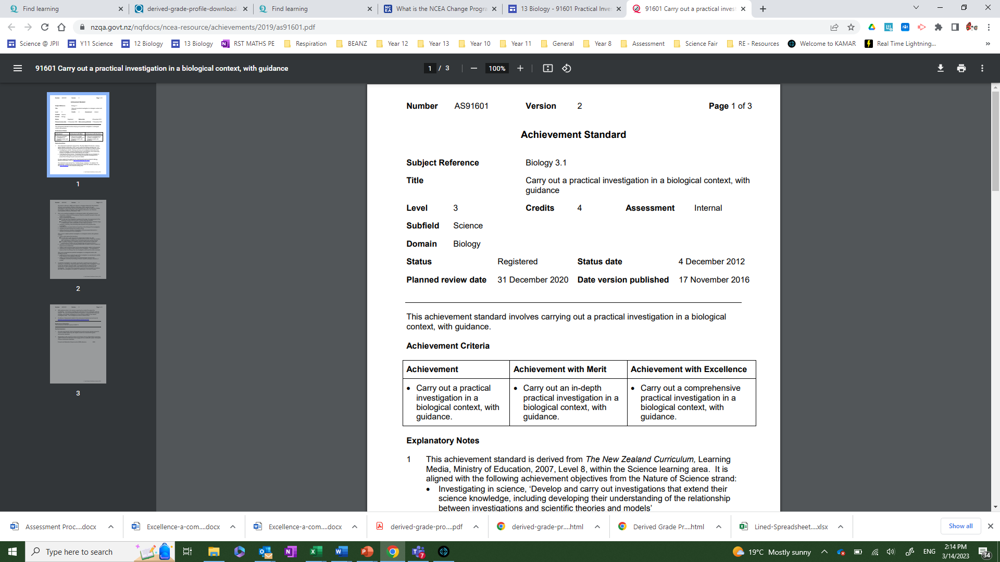 Find learning
derived-grade-profile-download.
Find learning
What is the NCEA Change Progra
13 Biology - 91601 Practical Inve
91601 Carry out a practical inves
nzqa.govt.nz/nqfdocs/ncea-resource/achievements/2019/as91601.pdf
Science @ JPII
Y11 Science
12 Biology
13 Biology
RST MATHS PE
Respiration
BEANZ
Year 12
Year 13
Year 10
Year 11
General
Year 8
Assessment
Science Fair
RE - Resources
Welcome to KAMAR
Real Time Lightning...
91601 Carry out a practical investigation in a biological context, with guidance
1 / 3
100%
1
2
3
Number AS91601 Version 2 Page 1 of 3
Achievement Standard
Subject Reference Biology 3.1
Title Carry out a practical investigation in a biological context, with
guidance
Level 3 Credits 4 Assessment Internal
Subfield Science
Domain Biology
Status Registered Status date 4 December 2012
Planned review date 31 December 2020 Date version published 17 November 2016
This achievement standard involves carrying out a practical investigation in a biological
context, with guidance.
Achievement Criteria
Achievement
Achievement with Merit
Achievement with Excellence
• Carry out a practical
investigation in a
biological context, with
guidance.
• Carry out an in-depth
practical investigation in a
biological context, with
guidance.
• Carry out a comprehensive
practical investigation in a
biological context, with
guidance.
Explanatory Notes
1 This achievement standard is derived from The New Zealand Curriculum, Learning
Media, Ministry of Education, 2007, Level 8, within the Science learning area. It is
aligned with the following achievement objectives from the Nature of Science strand:
• Investigating in science, ‘Develop and carry out investigations that extend their
science knowledge, including developing their understanding of the relationship
between investigations and scientific theories and models’
Assessment Proc....docx
Excellence-a-com....docx
Excellence-a-com....docx
derived-grade-pro....pdf
derived-grade-pr....html
Derived Grade Pr....html
Lined-Spreadsheet....xlsx
Show all
Type here to search
7
19°C Mostly sunny
ENG
2:14 PM
3/14/2023
34